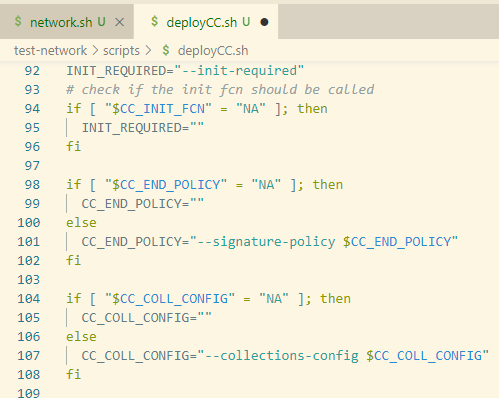 $ network.sh U ×
$ deployCC.sh U ●
test-network > scripts > $ deployCC.sh
92 INIT_REQUIRED="--init-required"
93 # check if the init fcn should be called
94 if [ "$CC_INIT_FCN" = "NA" ]; then
95   INIT_REQUIRED=""
96 fi
97
98 if [ "$CC_END_POLICY" = "NA" ]; then
99   CC_END_POLICY=""
100 else
101   CC_END_POLICY="--signature-policy $CC_END_POLICY"
102 fi
103
104 if [ "$CC_COLL_CONFIG" = "NA" ]; then
105   CC_COLL_CONFIG=""
106 else
107   CC_COLL_CONFIG="--collections-config $CC_COLL_CONFIG"
108 fi
109